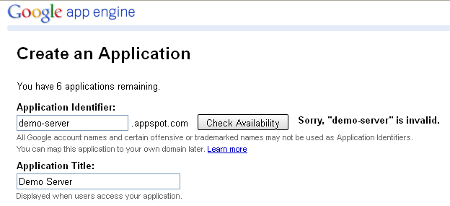 Google app engine
Create an Application
You have 6 applications remaining.
Application Identifier:
demo-server .appspot.com Check Availability Sorry, "demo-server" is invalid.
All Google account names and certain offensive or trademarked names may not be used as Application Identifiers.
You can map this application to your own domain later. Learn more
Application Title:
Demo Server
Displayed when users access your application.